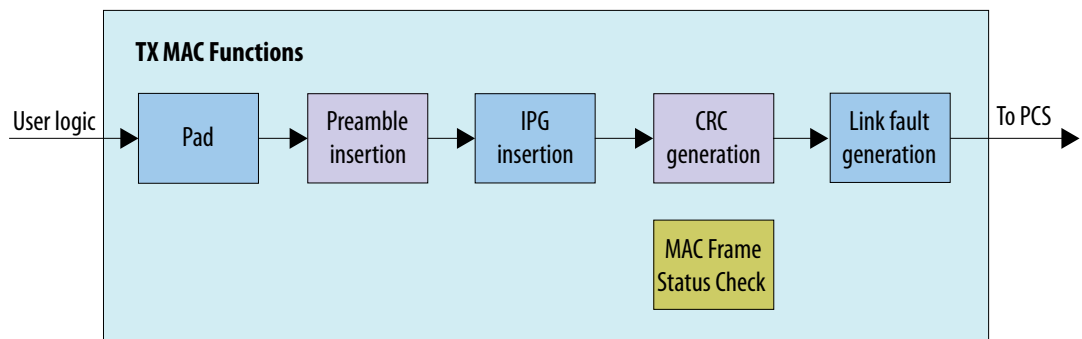 TX MAC Functions
User logic
Pad
Preamble
insertion
IPG
insertion
CRC
generation
Link fault
generation
To PCS
MAC Frame
Status Check